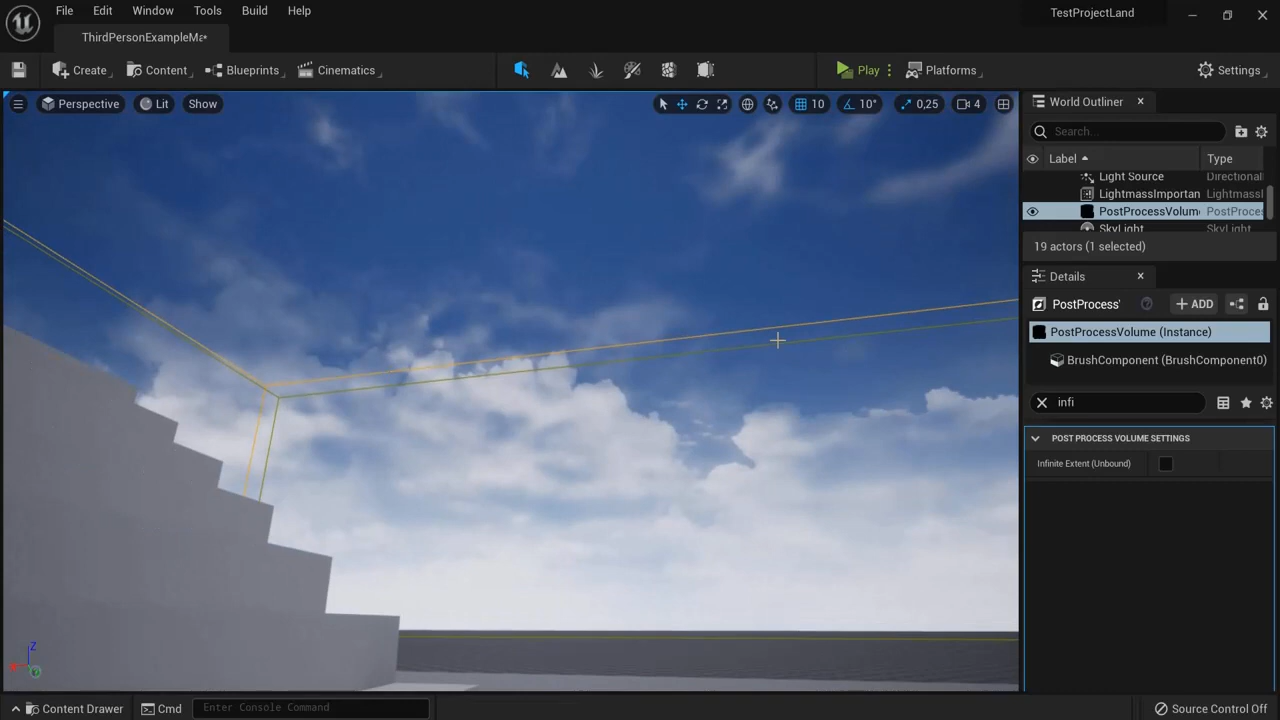 File Edit Window Tools Build Help
TestProjectLand
ThirdPersonExampleMa*
Create Content Blueprints Cinematics Play Platforms Settings
Perspective Lit Show 10 10° 0,25 4
World Outliner
Search...
Label Type
Light Source Directional
LightmassImportan Lightmassl
PostProcessVolum PostProces
SkyLight SkyLight
19 actors (1 selected)
Details
PostProcess' + ADD
PostProcessVolume (Instance)
BrushComponent (BrushComponent0)
infi
POST PROCESS VOLUME SETTINGS
Infinite Extent (Unbound)
Z
Content Drawer Cmd Enter Console Command Source Control Off